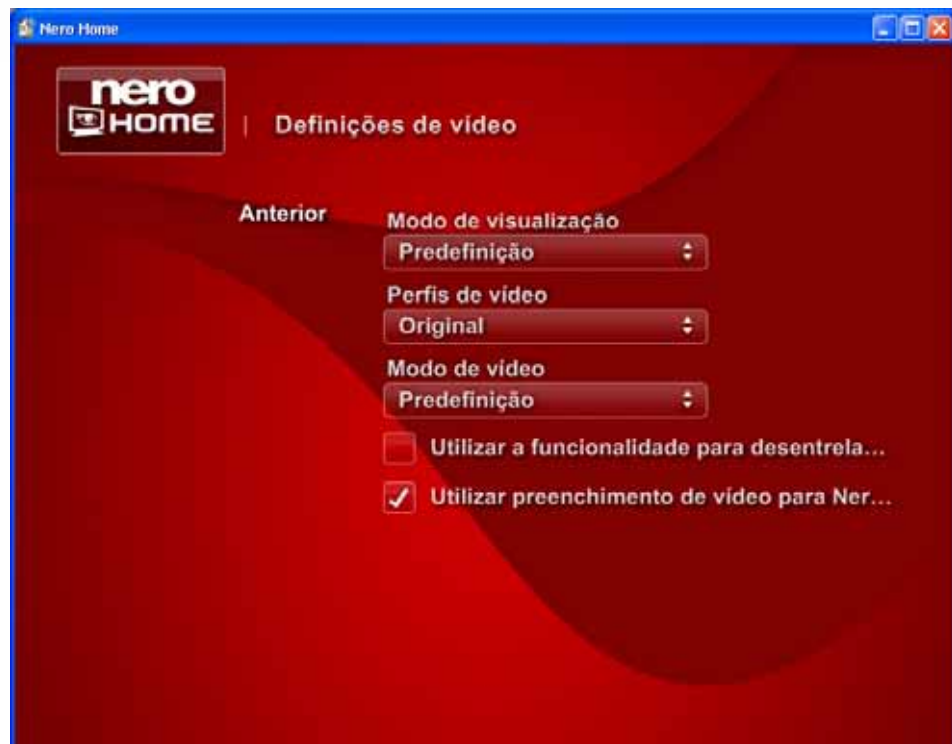 Nero Home
nero
HOME
| Definições de vídeo
Anterior
Modo de visualização
Predefinição
Perfis de vídeo
Original
Modo de vídeo
Predefinição
Utilizar a funcionalidade para desentrela...
Utilizar preenchimento de vídeo para Ner...